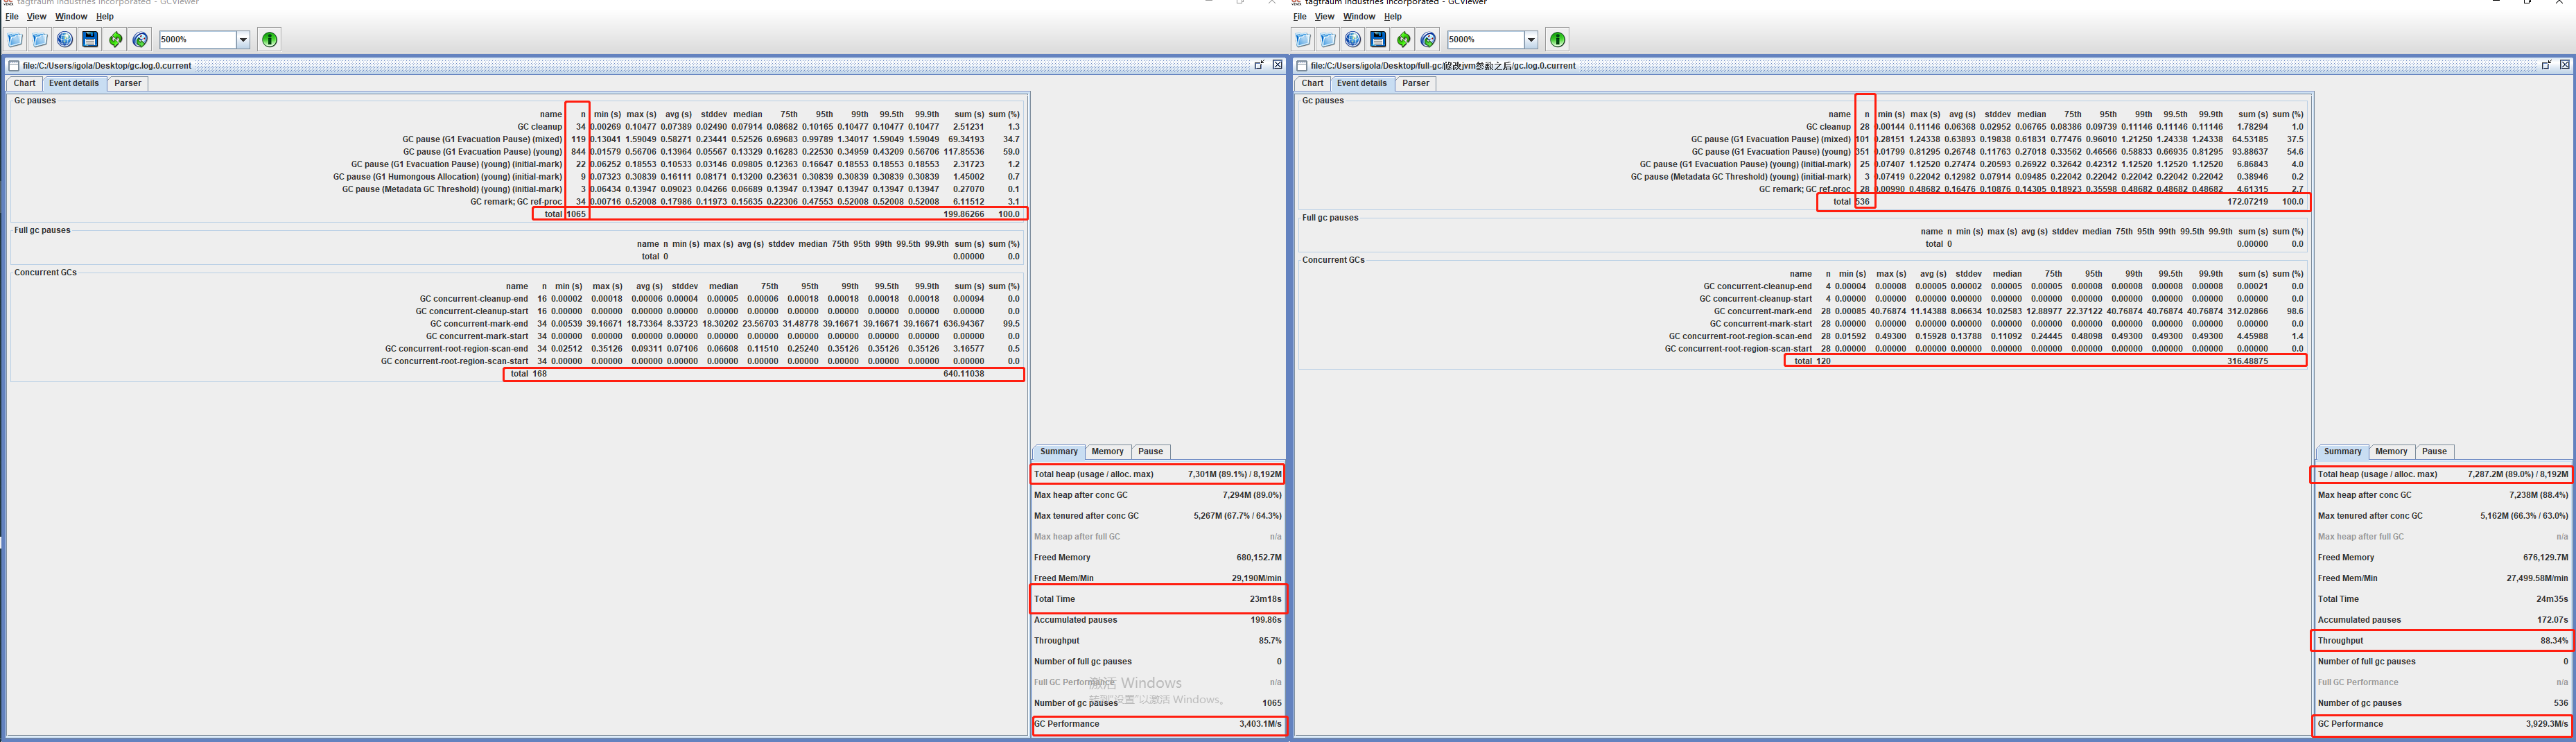 tagtraum industries incorporated - GCViewer
File View Window Help
5000%
file:/C:/Users/igola/Desktop/gc.log.0.current
Chart Event details Parser
Gc pauses
name n min (s) max (s) avg (s) stddev median 75th 95th 99th 99.5th 99.9th sum (s) sum (%)
GC cleanup 34 0.00269 0.10477 0.07389 0.02490 0.07914 0.08682 0.10165 0.10477 0.10477 0.10477 2.51231 1.3
GC pause (G1 Evacuation Pause) (mixed) 119 0.13041 1.59049 0.58271 0.23441 0.52526 0.69683 0.99789 1.34017 1.59049 1.59049 69.34193 34.7
GC pause (G1 Evacuation Pause) (young) 844 0.01579 0.56706 0.13964 0.05567 0.13329 0.16283 0.22530 0.34959 0.43209 0.56706 117.85536 59.0
GC pause (G1 Evacuation Pause) (young) (initial-mark) 22 0.06252 0.18553 0.10533 0.03146 0.09805 0.12363 0.16647 0.18553 0.18553 0.18553 2.31723 1.2
GC pause (G1 Humongous Allocation) (young) (initial-mark) 9 0.07323 0.30839 0.16111 0.08171 0.13200 0.23631 0.30839 0.30839 0.30839 0.30839 1.45002 0.7
GC pause (Metadata GC Threshold) (young) (initial-mark) 3 0.06434 0.13947 0.09023 0.04266 0.06689 0.13947 0.13947 0.13947 0.13947 0.13947 0.27070 0.1
GC remark; GC ref-proc 34 0.00716 0.52008 0.17986 0.11973 0.15635 0.22306 0.47553 0.52008 0.52008 0.52008 6.11512 3.1
total 1065 199.86266 100.0
Full gc pauses
name n min (s) max (s) avg (s) stddev median 75th 95th 99th 99.5th 99.9th sum (s) sum (%)
total 0 0.00000 0.0
Concurrent GCs
name n min (s) max (s) avg (s) stddev median 75th 95th 99th 99.5th 99.9th sum (s) sum (%)
GC concurrent-cleanup-end 16 0.00002 0.00018 0.00006 0.00004 0.00005 0.00006 0.00018 0.00018 0.00018 0.00018 0.00094 0.0
GC concurrent-cleanup-start 16 0.00000 0.00000 0.00000 0.00000 0.00000 0.00000 0.00000 0.00000 0.00000 0.00000 0.00000 0.0
GC concurrent-mark-end 34 0.00539 39.16671 18.73364 8.33723 18.30202 23.56703 31.48778 39.16671 39.16671 39.16671 636.94367 99.5
GC concurrent-mark-start 34 0.00000 0.00000 0.00000 0.00000 0.00000 0.00000 0.00000 0.00000 0.00000 0.00000 0.00000 0.0
GC concurrent-root-region-scan-end 34 0.02512 0.35126 0.09311 0.07106 0.06608 0.11510 0.25240 0.35126 0.35126 0.35126 3.16577 0.5
GC concurrent-root-region-scan-start 34 0.00000 0.00000 0.00000 0.00000 0.00000 0.00000 0.00000 0.00000 0.00000 0.00000 0.00000 0.0
total 168 640.11038
Summary Memory Pause
Total heap (usage / alloc. max) 7,301M (89.1%) / 8,192M
Max heap after conc GC 7,294M (89.0%)
Max tenured after conc GC 5,267M (67.7% / 64.3%)
Max heap after full GC n/a
Freed Memory 680,152.7M
Freed Mem/Min 29,190M/min
Total Time 23m18s
Accumulated pauses 199.86s
Throughput 85.7%
Number of full gc pauses 0
Full GC Performance n/a
激活 Windows
转到"设置"以激活 Windows。
Number of gc pauses 1065
GC Performance 3,403.1M/s
tagtraum industries incorporated - GCViewer
File View Window Help
5000%
file:/C:/Users/igola/Desktop/full-gc/修改jvm参数之后/gc.log.0.current
Chart Event details Parser
Gc pauses
name n min (s) max (s) avg (s) stddev median 75th 95th 99th 99.5th 99.9th sum (s) sum (%)
GC cleanup 28 0.00144 0.11146 0.06368 0.02952 0.06765 0.08386 0.09739 0.11146 0.11146 0.11146 1.78294 1.0
GC pause (G1 Evacuation Pause) (mixed) 101 0.28151 1.24338 0.63893 0.19838 0.61831 0.77476 0.96010 1.21250 1.24338 1.24338 64.53185 37.5
GC pause (G1 Evacuation Pause) (young) 351 0.01799 0.81295 0.26748 0.11763 0.27018 0.33562 0.46566 0.58833 0.66935 0.81295 93.88637 54.6
GC pause (G1 Evacuation Pause) (young) (initial-mark) 25 0.07407 1.12520 0.27474 0.20593 0.26922 0.32642 0.42312 1.12520 1.12520 1.12520 6.86843 4.0
GC pause (Metadata GC Threshold) (young) (initial-mark) 3 0.07419 0.22042 0.12982 0.07914 0.09485 0.22042 0.22042 0.22042 0.22042 0.22042 0.38946 0.2
GC remark; GC ref-proc 28 0.00990 0.48682 0.16476 0.10876 0.14305 0.18923 0.35598 0.48682 0.48682 0.48682 4.61315 2.7
total 536 172.07219 100.0
Full gc pauses
name n min (s) max (s) avg (s) stddev median 75th 95th 99th 99.5th 99.9th sum (s) sum (%)
total 0 0.00000 0.0
Concurrent GCs
name n min (s) max (s) avg (s) stddev median 75th 95th 99th 99.5th 99.9th sum (s) sum (%)
GC concurrent-cleanup-end 4 0.00004 0.00008 0.00005 0.00002 0.00005 0.00005 0.00008 0.00008 0.00008 0.00008 0.00021 0.0
GC concurrent-cleanup-start 4 0.00000 0.00000 0.00000 0.00000 0.00000 0.00000 0.00000 0.00000 0.00000 0.00000 0.00000 0.0
GC concurrent-mark-end 28 0.00085 40.76874 11.14388 8.06634 10.02583 12.88977 22.37122 40.76874 40.76874 40.76874 312.02866 98.6
GC concurrent-mark-start 28 0.00000 0.00000 0.00000 0.00000 0.00000 0.00000 0.00000 0.00000 0.00000 0.00000 0.00000 0.0
GC concurrent-root-region-scan-end 28 0.01592 0.49300 0.15928 0.13788 0.11092 0.24445 0.48098 0.49300 0.49300 0.49300 4.45988 1.4
GC concurrent-root-region-scan-start 28 0.00000 0.00000 0.00000 0.00000 0.00000 0.00000 0.00000 0.00000 0.00000 0.00000 0.00000 0.0
total 120 316.48875
Summary Memory Pause
Total heap (usage / alloc. max) 7,287.2M (89.0%) / 8,192M
Max heap after conc GC 7,238M (88.4%)
Max tenured after conc GC 5,162M (66.3% / 63.0%)
Max heap after full GC n/a
Freed Memory 676,129.7M
Freed Mem/Min 27,499.58M/min
Total Time 24m35s
Accumulated pauses 172.07s
Throughput 88.34%
Number of full gc pauses 0
Full GC Performance n/a
Number of gc pauses 536
GC Performance 3,929.3M/s